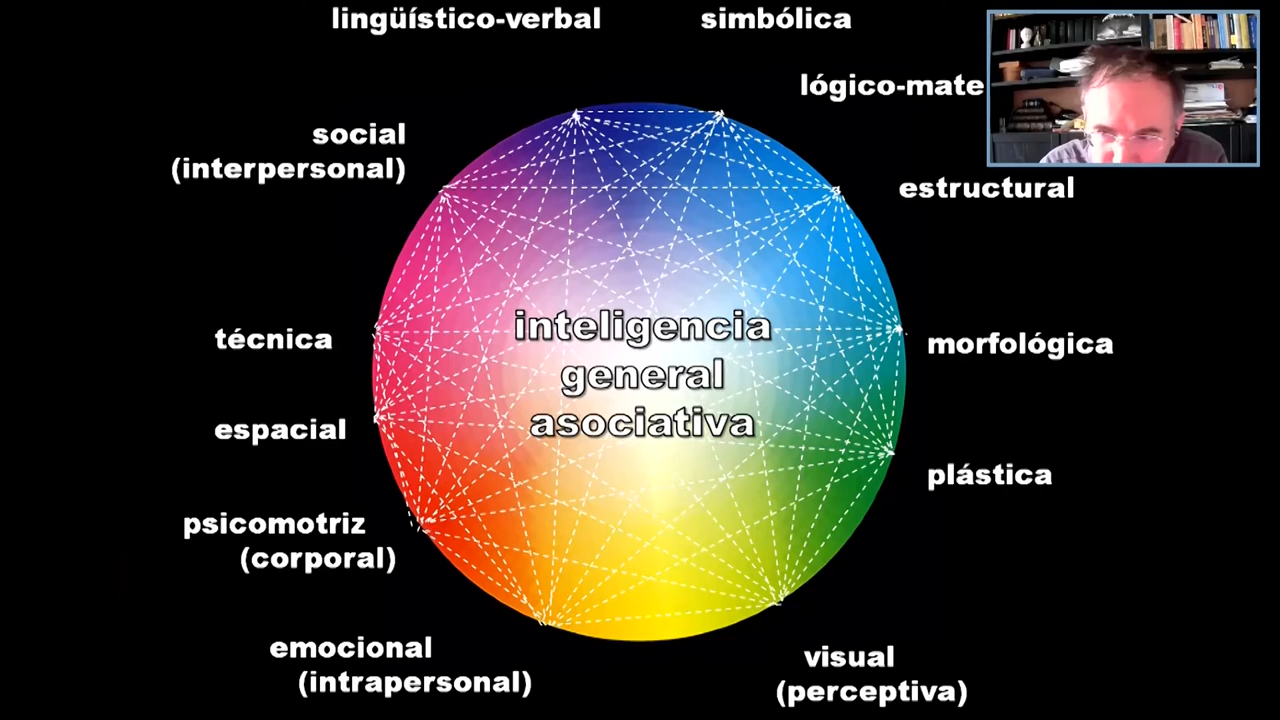 lingüístico-verbal
simbólica
lógico-mate
social
(interpersonal)
estructural
inteligencia
general
asociativa
técnica
morfológica
espacial
plástica
psicomotriz
(corporal)
emocional
(intrapersonal)
visual
(perceptiva)